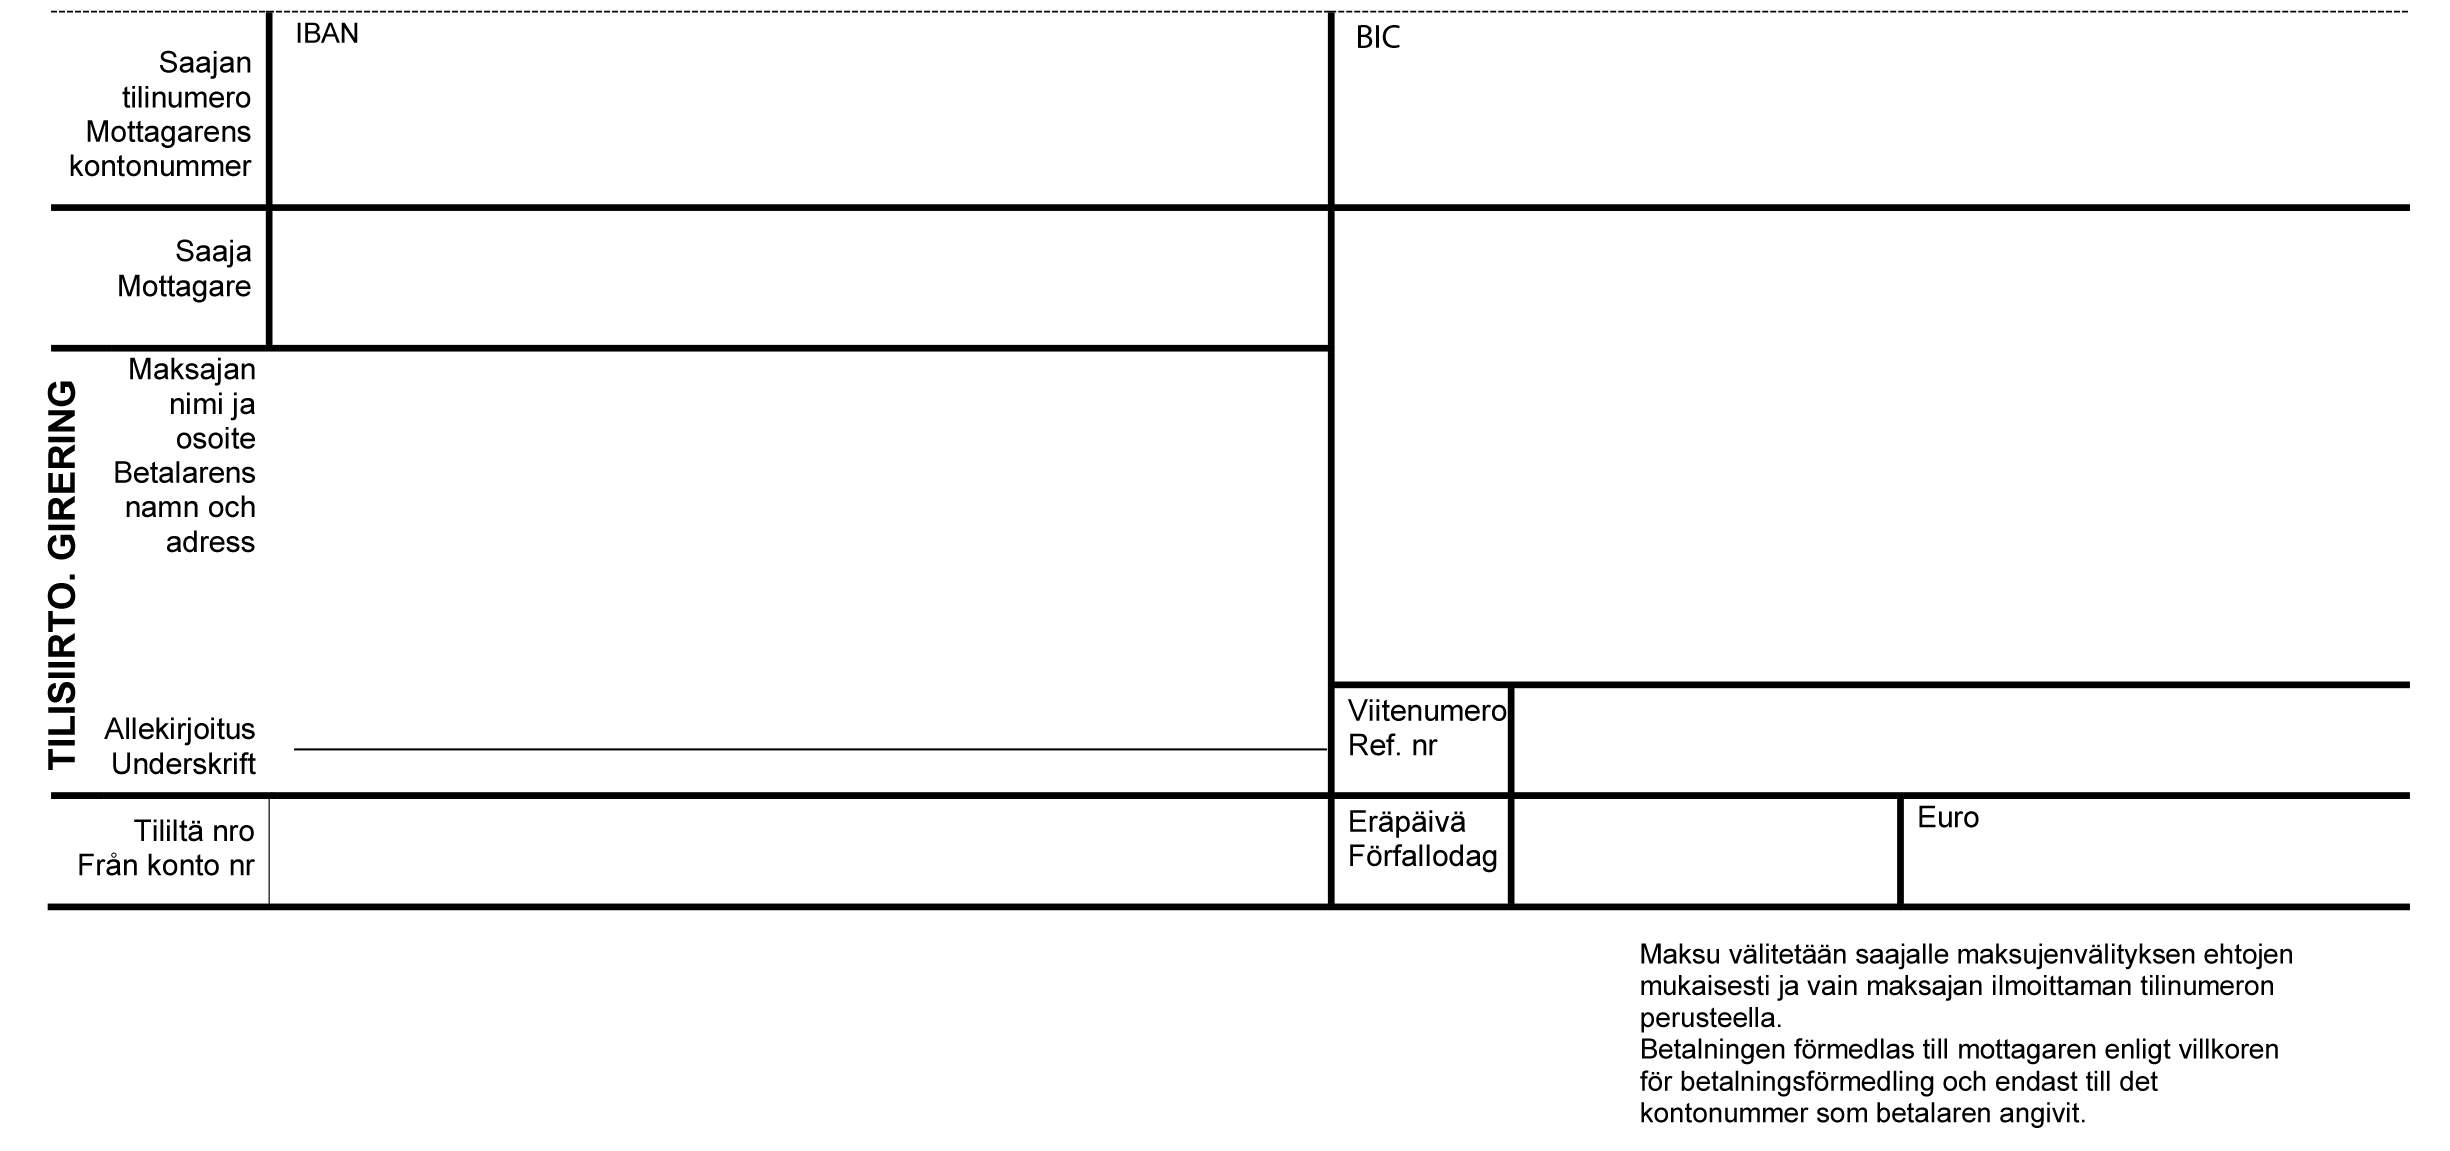 IBAN
BIC
Saajan
tilinumero
Mottagarens
kontonummer
Saaja
Mottagare
TILISIIRTO. GIRERING
Maksajan
nimi ja
osoite
Betalarens
namn och
adress
Allekirjoitus
Underskrift
Viitenumero
Ref. nr
Tililtä nro
Från konto nr
Eräpäivä
Förfallodag
Euro
Maksu välitetään saajalle maksujenvälityksen ehtojen
mukaisesti ja vain maksajan ilmoittaman tilinumeron
perusteella.
Betalningen förmedlas till mottagaren enligt villkoren
för betalningsförmedling och endast till det
kontonummer som betalaren angivit.